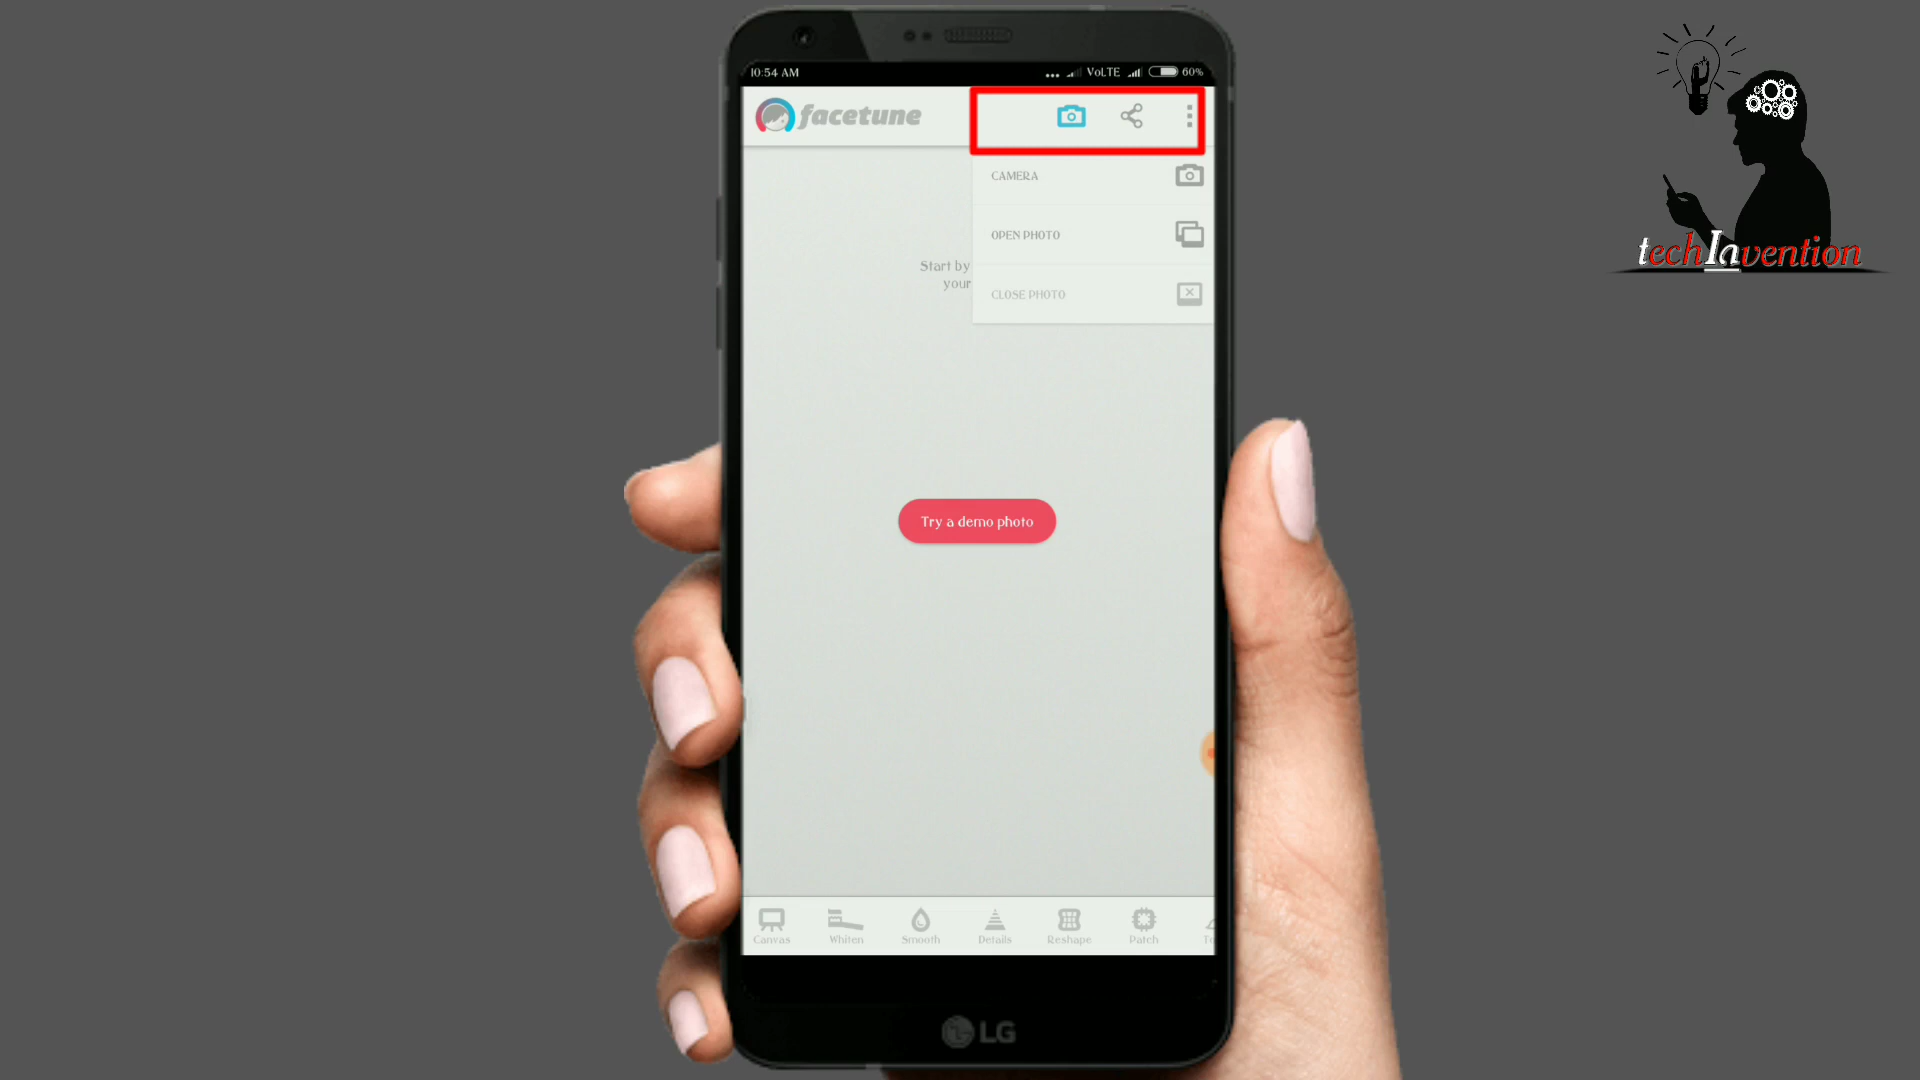 10:54 AM
VoLTE
60%
facetune
CAMERA
OPEN PHOTO
Start by
your
CLOSE PHOTO
Try a demo photo
Canvas
Whiten
Smooth
Details
Reshape
Patch
LG
techInvention